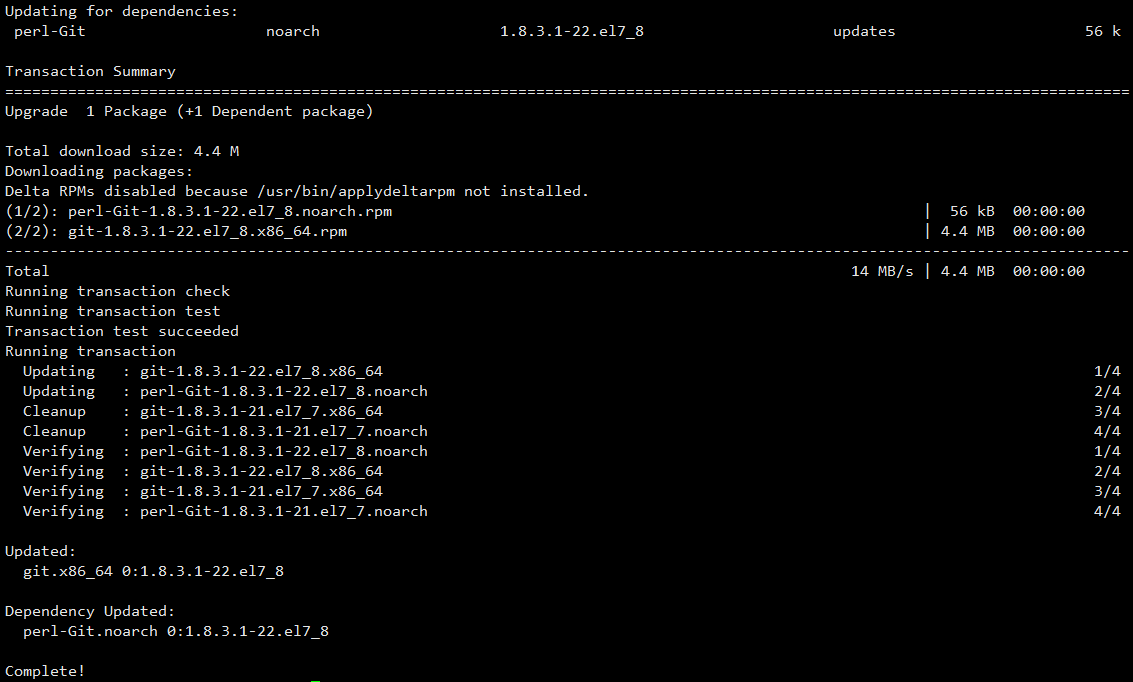 Updating for dependencies:
 perl-Git                    noarch                    1.8.3.1-22.el7_8                     updates                     56 k

Transaction Summary
=============================================================================================================================
Upgrade  1 Package (+1 Dependent package)

Total download size: 4.4 M
Downloading packages:
Delta RPMs disabled because /usr/bin/applydeltarpm not installed.
(1/2): perl-Git-1.8.3.1-22.el7_8.noarch.rpm                                                           |  56 kB  00:00:00
(2/2): git-1.8.3.1-22.el7_8.x86_64.rpm                                                                | 4.4 MB  00:00:00
-----------------------------------------------------------------------------------------------------------------------------
Total                                                                                         14 MB/s | 4.4 MB  00:00:00
Running transaction check
Running transaction test
Transaction test succeeded
Running transaction
  Updating   : git-1.8.3.1-22.el7_8.x86_64                                                                               1/4
  Updating   : perl-Git-1.8.3.1-22.el7_8.noarch                                                                          2/4
  Cleanup    : git-1.8.3.1-21.el7_7.x86_64                                                                               3/4
  Cleanup    : perl-Git-1.8.3.1-21.el7_7.noarch                                                                          4/4
  Verifying  : perl-Git-1.8.3.1-22.el7_8.noarch                                                                          1/4
  Verifying  : git-1.8.3.1-22.el7_8.x86_64                                                                               2/4
  Verifying  : git-1.8.3.1-21.el7_7.x86_64                                                                               3/4
  Verifying  : perl-Git-1.8.3.1-21.el7_7.noarch                                                                          4/4

Updated:
  git.x86_64 0:1.8.3.1-22.el7_8

Dependency Updated:
  perl-Git.noarch 0:1.8.3.1-22.el7_8

Complete!